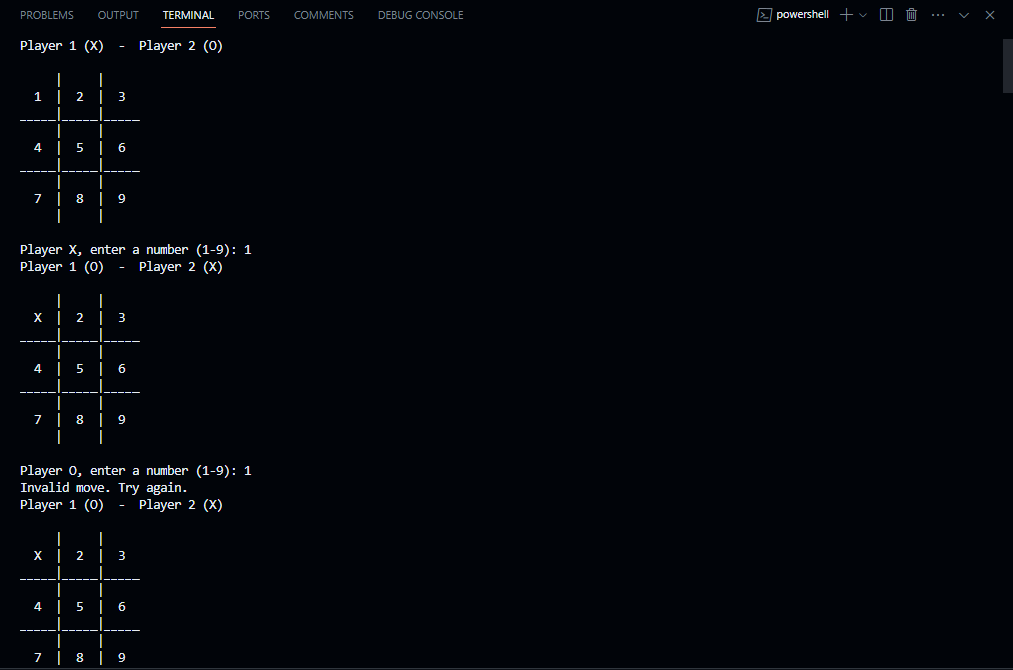 PROBLEMS OUTPUT TERMINAL PORTS COMMENTS DEBUG CONSOLE powershell
Player 1 (X)  -  Player 2 (O)
     |     |
  1  |  2  |  3
_____|_____|_____
     |     |
  4  |  5  |  6
_____|_____|_____
     |     |
  7  |  8  |  9
     |     |
Player X, enter a number (1-9): 1
Player 1 (O)  -  Player 2 (X)
     |     |
  X  |  2  |  3
_____|_____|_____
     |     |
  4  |  5  |  6
_____|_____|_____
     |     |
  7  |  8  |  9
     |     |
Player O, enter a number (1-9): 1
Invalid move. Try again.
Player 1 (O)  -  Player 2 (X)
     |     |
  X  |  2  |  3
_____|_____|_____
     |     |
  4  |  5  |  6
_____|_____|_____
     |     |
  7  |  8  |  9